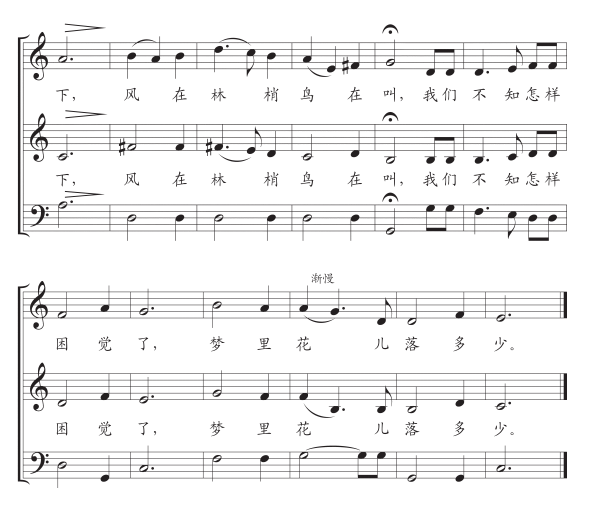 下， 风 在 林 梢 鸟 在 叫， 我们 不 知怎样
下， 风 在 林 梢 鸟 在 叫， 我们 不 知怎样
渐慢
困 觉 了， 梦 里 花 儿 落 多 少。
困 觉 了， 梦 里 花 儿 落 多 少。